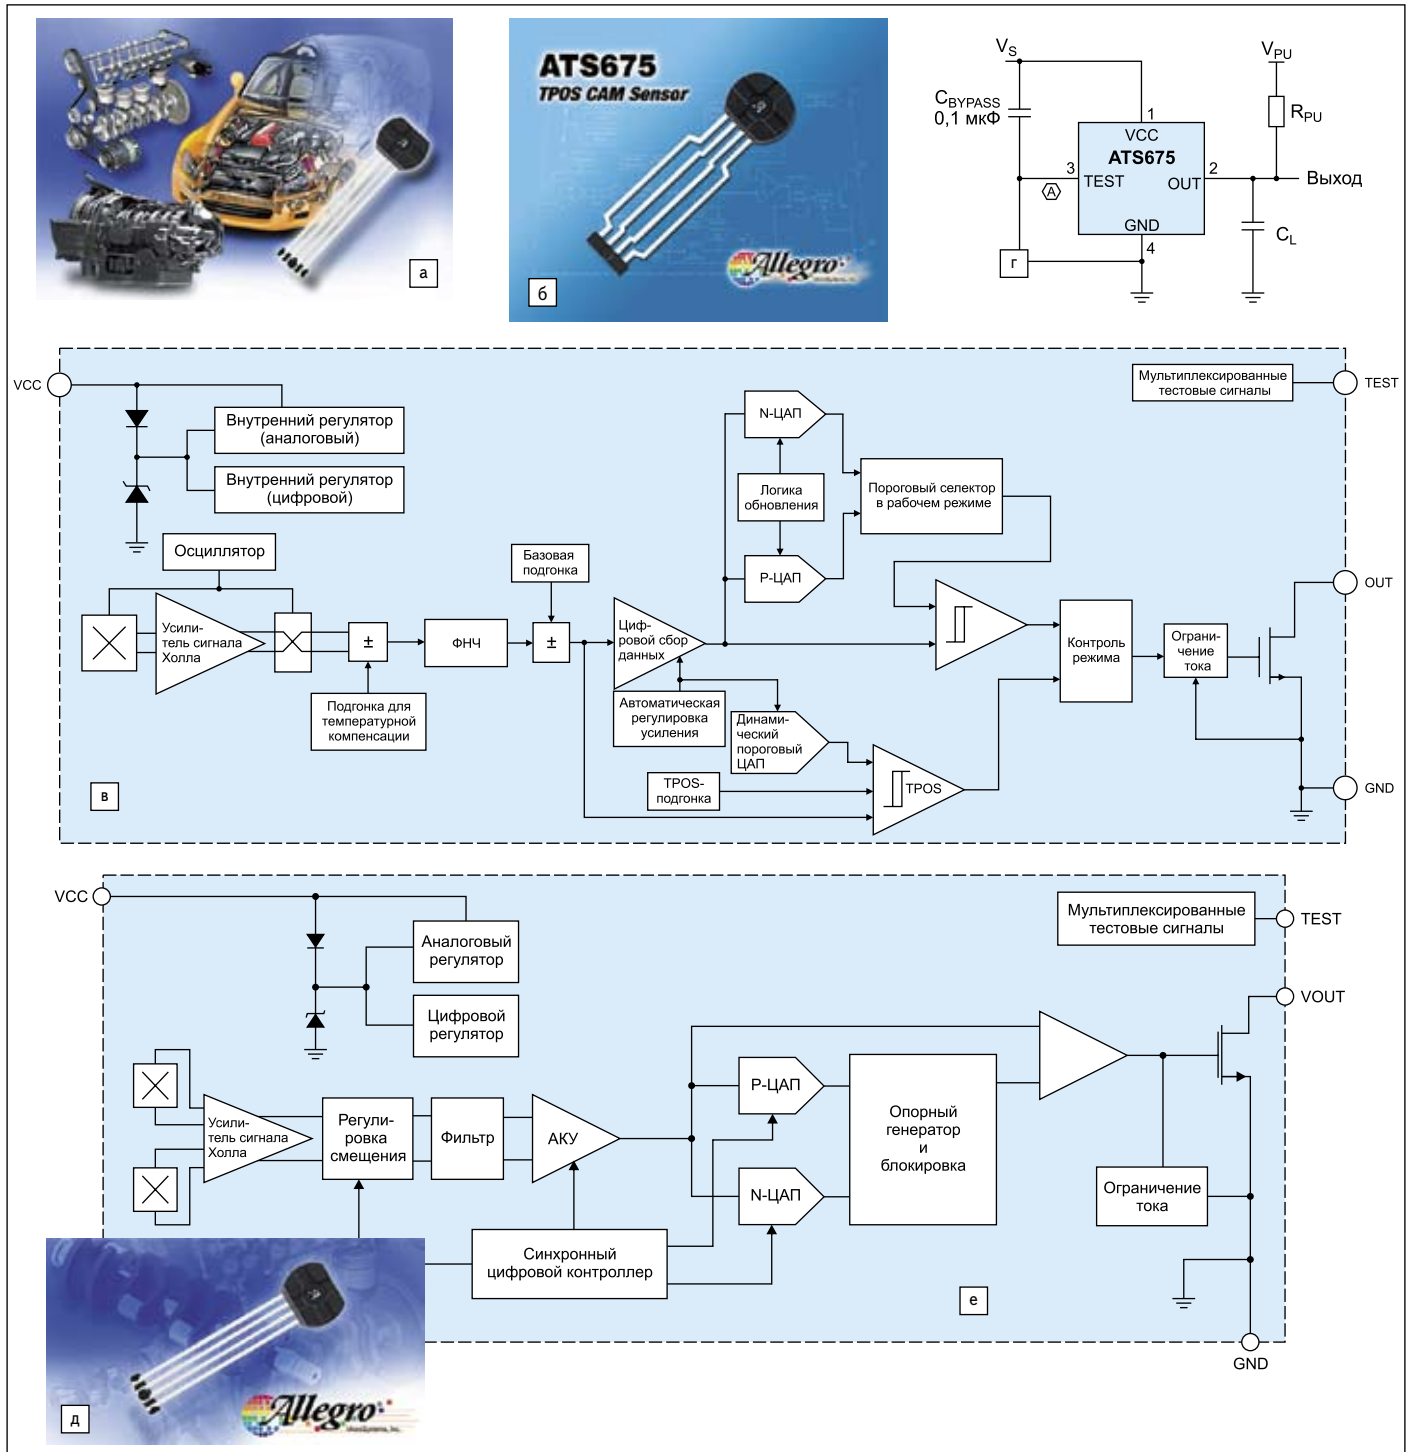 а
ATS675
TPOS CAM Sensor
Allegro
б
VS
CBYPASS
0,1 мкФ
VPU
RPU
1
VCC
ATS675
3
TEST
A
OUT
2
Выход
GND
4
CL
г
VCC
Внутренний регулятор
(аналоговый)
Внутренний регулятор
(цифровой)
Осциллятор
Усили-
тель сигнала
Холла
±
Подгонка для
температурной
компенсации
ФНЧ
Базовая
подгонка
±
Циф-
ровой сбор
данных
Автоматическая
регулировка
усиления
N-ЦАП
Логика
обновления
P-ЦАП
Пороговый селектор
в рабочем режиме
Динами-
ческий
пороговый
ЦАП
TPOS-
подгонка
TPOS
Контроль
режима
Ограни-
чение
тока
Мультиплексированные
тестовые сигналы
TEST
OUT
GND
в
VCC
Аналоговый
регулятор
Цифровой
регулятор
Усили-
тель сигнала
Холла
Регули-
ровка
смещения
Фильтр
АКУ
P-ЦАП
N-ЦАП
Опорный
генератор
и
блокировка
Синхронный
цифровой контроллер
Мультиплексированные
тестовые сигналы
TEST
VOUT
Ограничение
тока
GND
е
Allegro
д